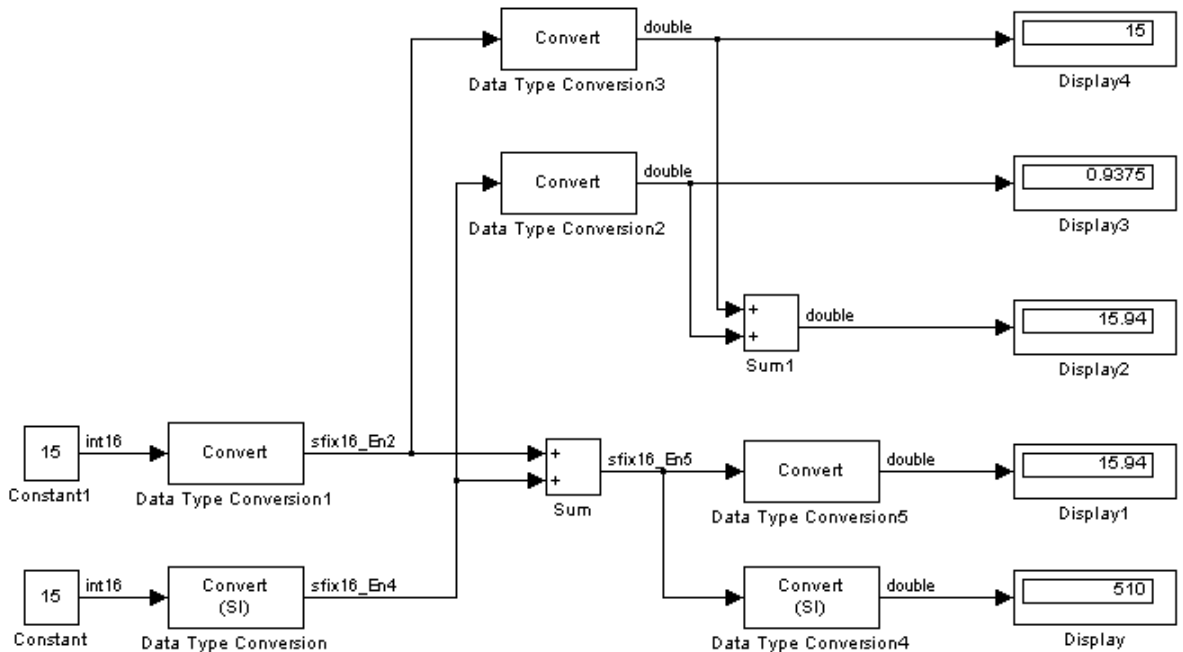 Convert
double
15
Data Type Conversion3
Display4
Convert
double
0.9375
Data Type Conversion2
Display3
+
+
double
15.94
Sum1
Display2
15
int16
Convert
sfix16_En2
+
+
sfix16_En5
Convert
double
15.94
Constant1
Data Type Conversion1
Sum
Data Type Conversion5
Display1
15
int16
Convert
(SI)
sfix16_En4
Convert
(SI)
double
510
Constant
Data Type Conversion
Data Type Conversion4
Display